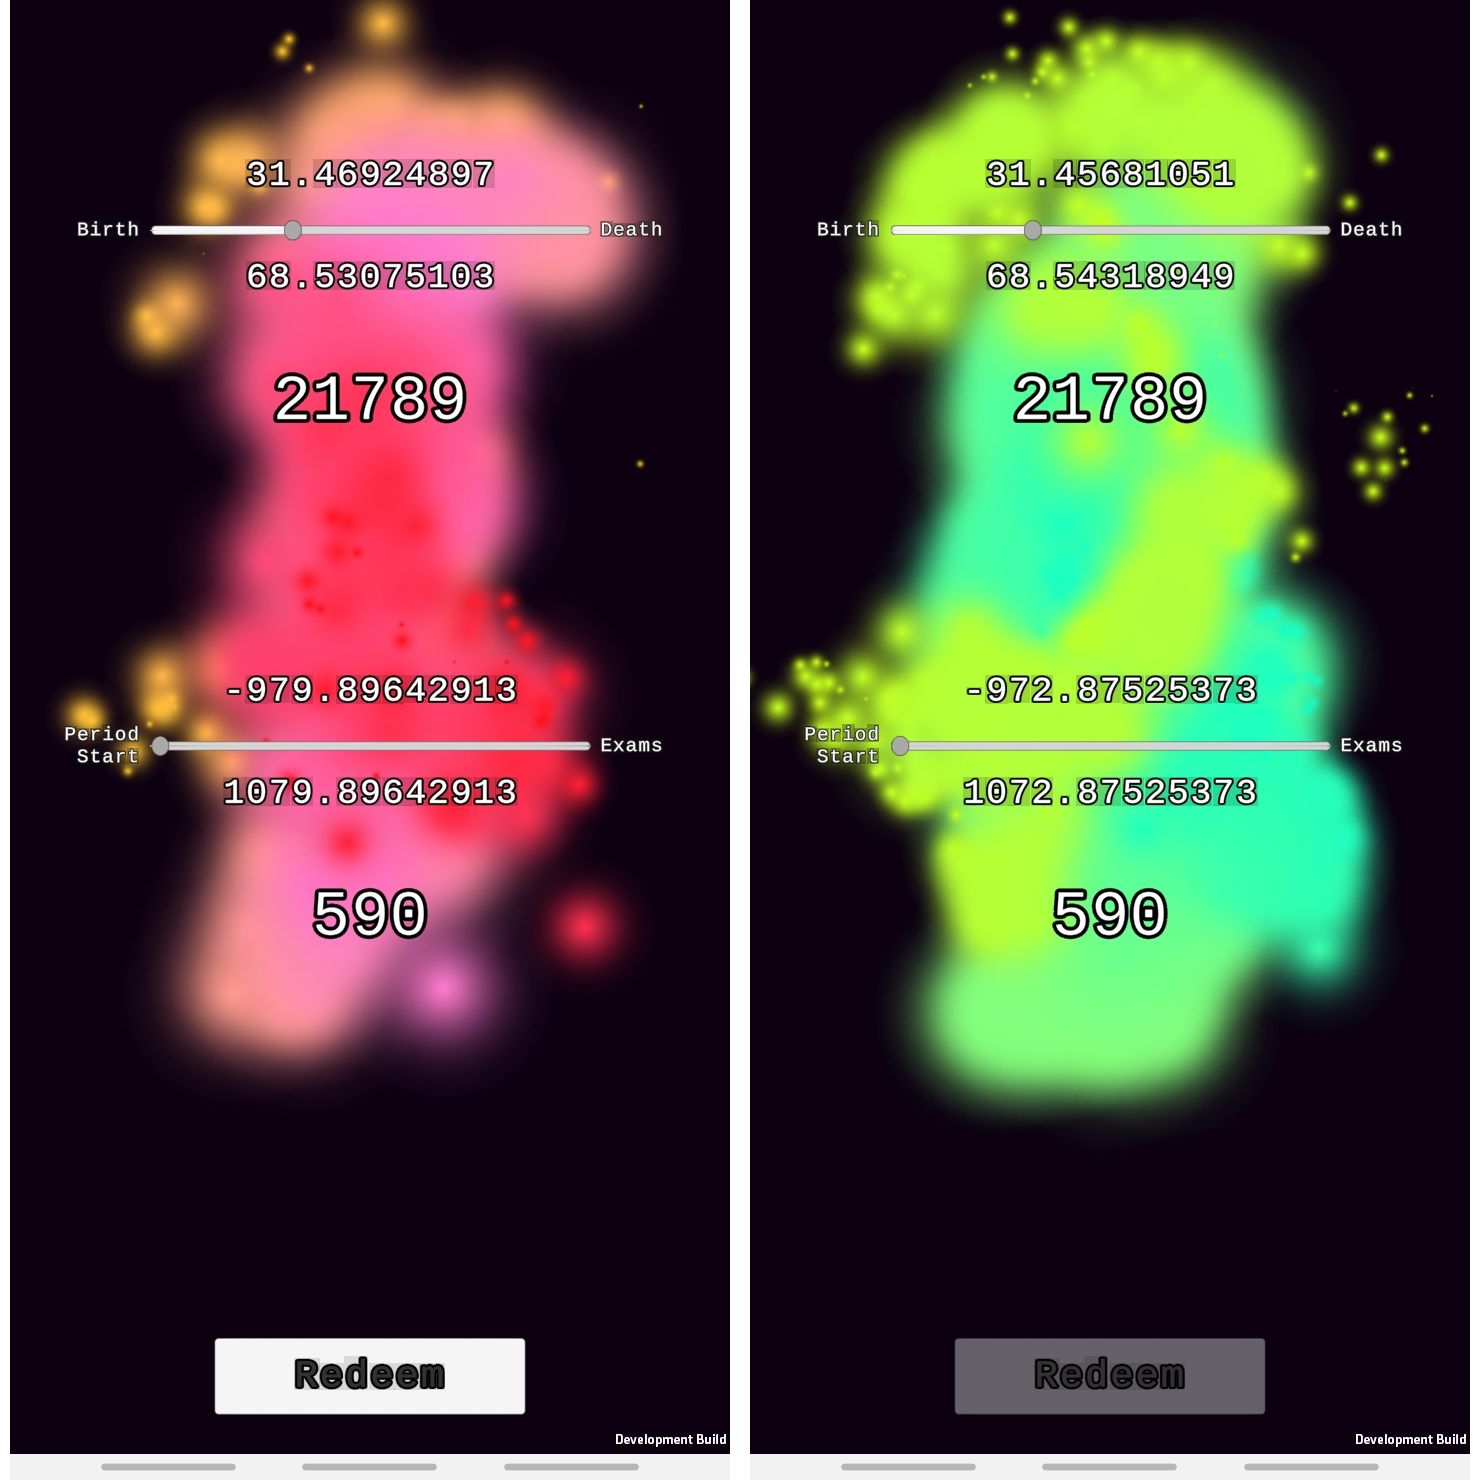 31.46924897
Birth Death
68.53075103
21789
-979.89642913
Period
Start Exams
1079.89642913
590
Redeem
Development Build
31.45681051
Birth Death
68.54318949
21789
-972.87525373
Period
Start Exams
1072.87525373
590
Redeem
Development Build